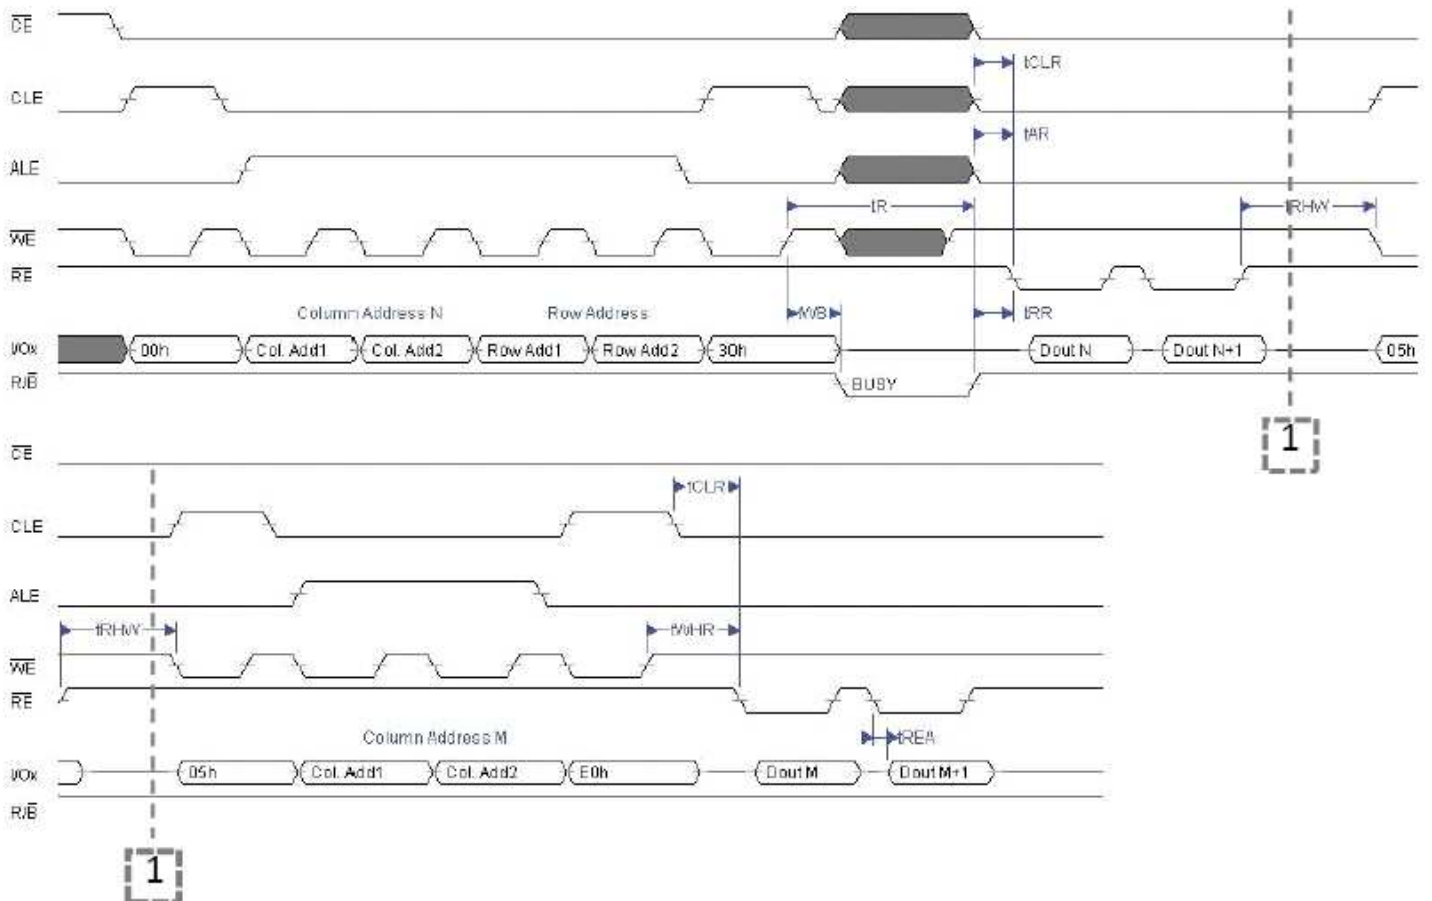 CE
CLE
tCLR
ALE
tAR
WE
tR
tRHW
RE
Column Address N Row Address tWB tRR
I/Ox 00h Col. Add1 Col. Add2 Row Add1 Row Add2 30h Dout N Dout N+1 05h
R/B BUSY
1
CE
CLE tCLR
ALE
tRHW tWHR
WE
RE
Column Address M tREA
I/Ox 05h Col. Add1 Col. Add2 E0h Dout M Dout M+1
R/B
1